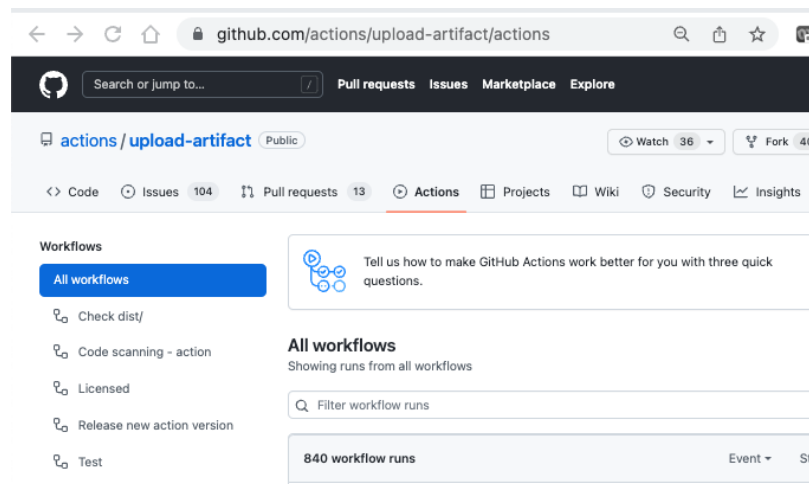 github.com/actions/upload-artifact/actions
Search or jump to... / Pull requests Issues Marketplace Explore
actions / upload-artifact Public Watch 36 Fork
Code Issues 104 Pull requests 13 Actions Projects Wiki Security Insights
Workflows
All workflows
Check dist/
Code scanning - action
Licensed
Release new action version
Test
Tell us how to make GitHub Actions work better for you with three quick
questions.
All workflows
Showing runs from all workflows
Filter workflow runs
840 workflow runs Event